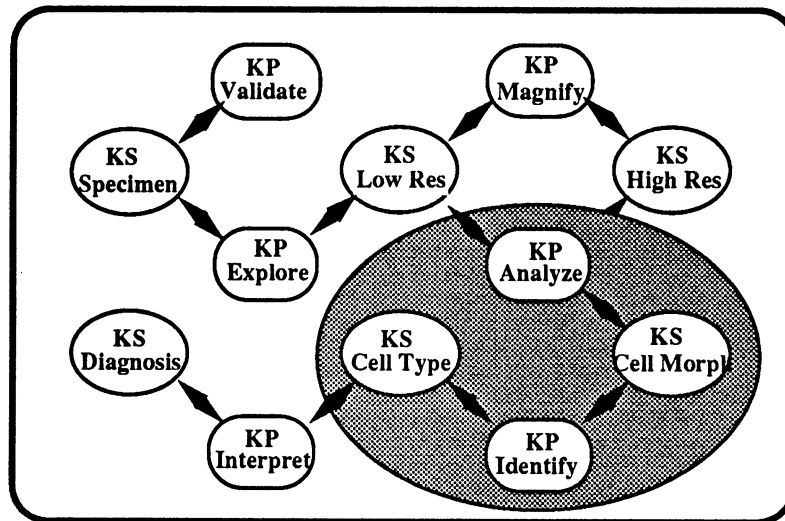 KP
Validate
KP
Magnify
KS
Specimen
KS
Low Res
KS
High Res
KP
Explore
KP
Analyze
KS
Diagnosis
KS
Cell Type
KS
Cell Morph
KP
Interpret
KP
Identify